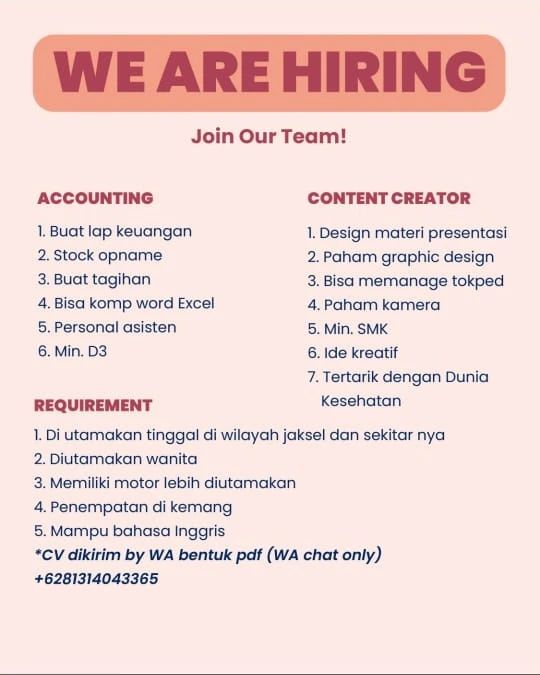 WE ARE HIRING
Join Our Team!
ACCOUNTING
1. Buat lap keuangan
2. Stock opname
3. Buat tagihan
4. Bisa komp word Excel
5. Personal asisten
6. Min. D3
CONTENT CREATOR
1. Design materi presentasi
2. Paham graphic design
3. Bisa memanage tokped
4. Paham kamera
5. Min. SMK
6. Ide kreatif
7. Tertarik dengan Dunia
Kesehatan
REQUIREMENT
1. Di utamakan tinggal di wilayah jaksel dan sekitar nya
2. Diutamakan wanita
3. Memiliki motor lebih diutamakan
4. Penempatan di kemang
5. Mampu bahasa Inggris
*CV dikirim by WA bentuk pdf (WA chat only)
+6281314043365